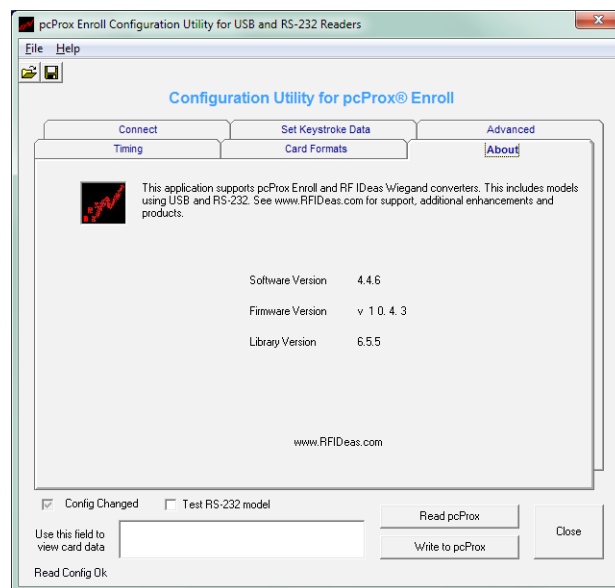 pcProx Enroll Configuration Utility for USB and RS-232 Readers
File Help
Configuration Utility for pcProx® Enroll
Connect Set Keystroke Data Advanced
Timing Card Formats About
This application supports pcProx Enroll and RF IDeas Wiegand converters. This includes models
using USB and RS-232. See www.RFIDeas.com for support, additional enhancements and
products.
Software Version 4.4.6
Firmware Version v 1 0. 4. 3
Library Version 6.5.5
www.RFIDeas.com
Config Changed Test RS-232 model
Read pcProx
Use this field to
view card data
Close
Write to pcProx
Read Config Ok